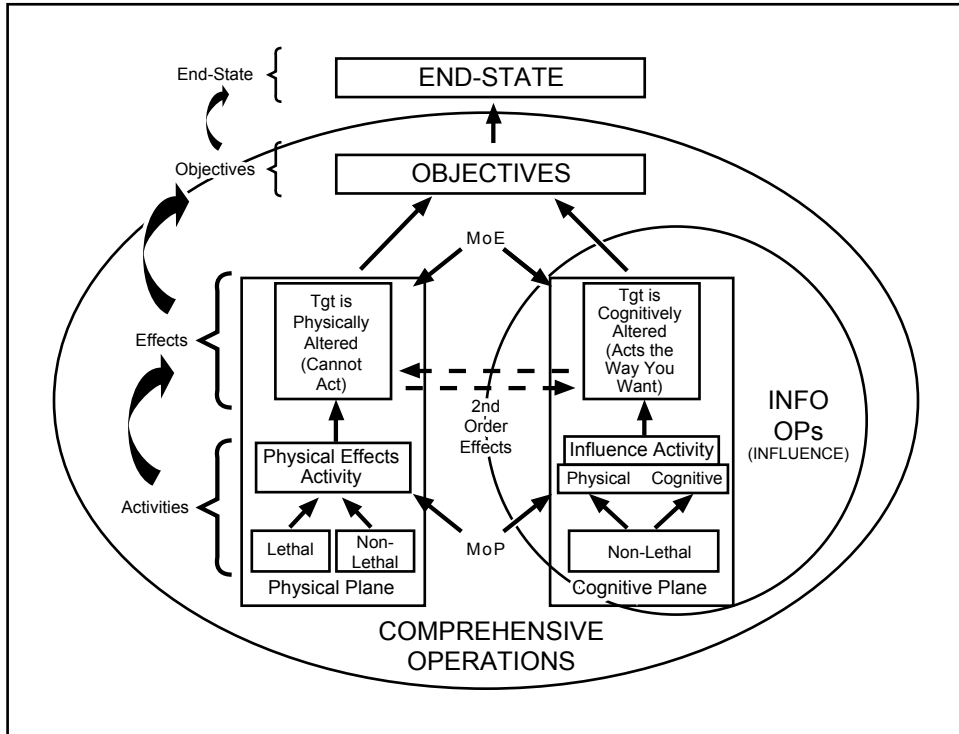 End-State
END-STATE
Objectives
OBJECTIVES
MoE
Effects
Tgt is
Physically
Altered
(Cannot
Act)
Tgt is
Cognitively
Altered
(Acts the
Way You
Want)
2nd
Order
Effects
INFO
OPs
(INFLUENCE)
Activities
Physical Effects
Activity
Influence Activity
Physical Cognitive
Lethal
Non-
Lethal
MoP
Non-Lethal
Physical Plane
Cognitive Plane
COMPREHENSIVE
OPERATIONS